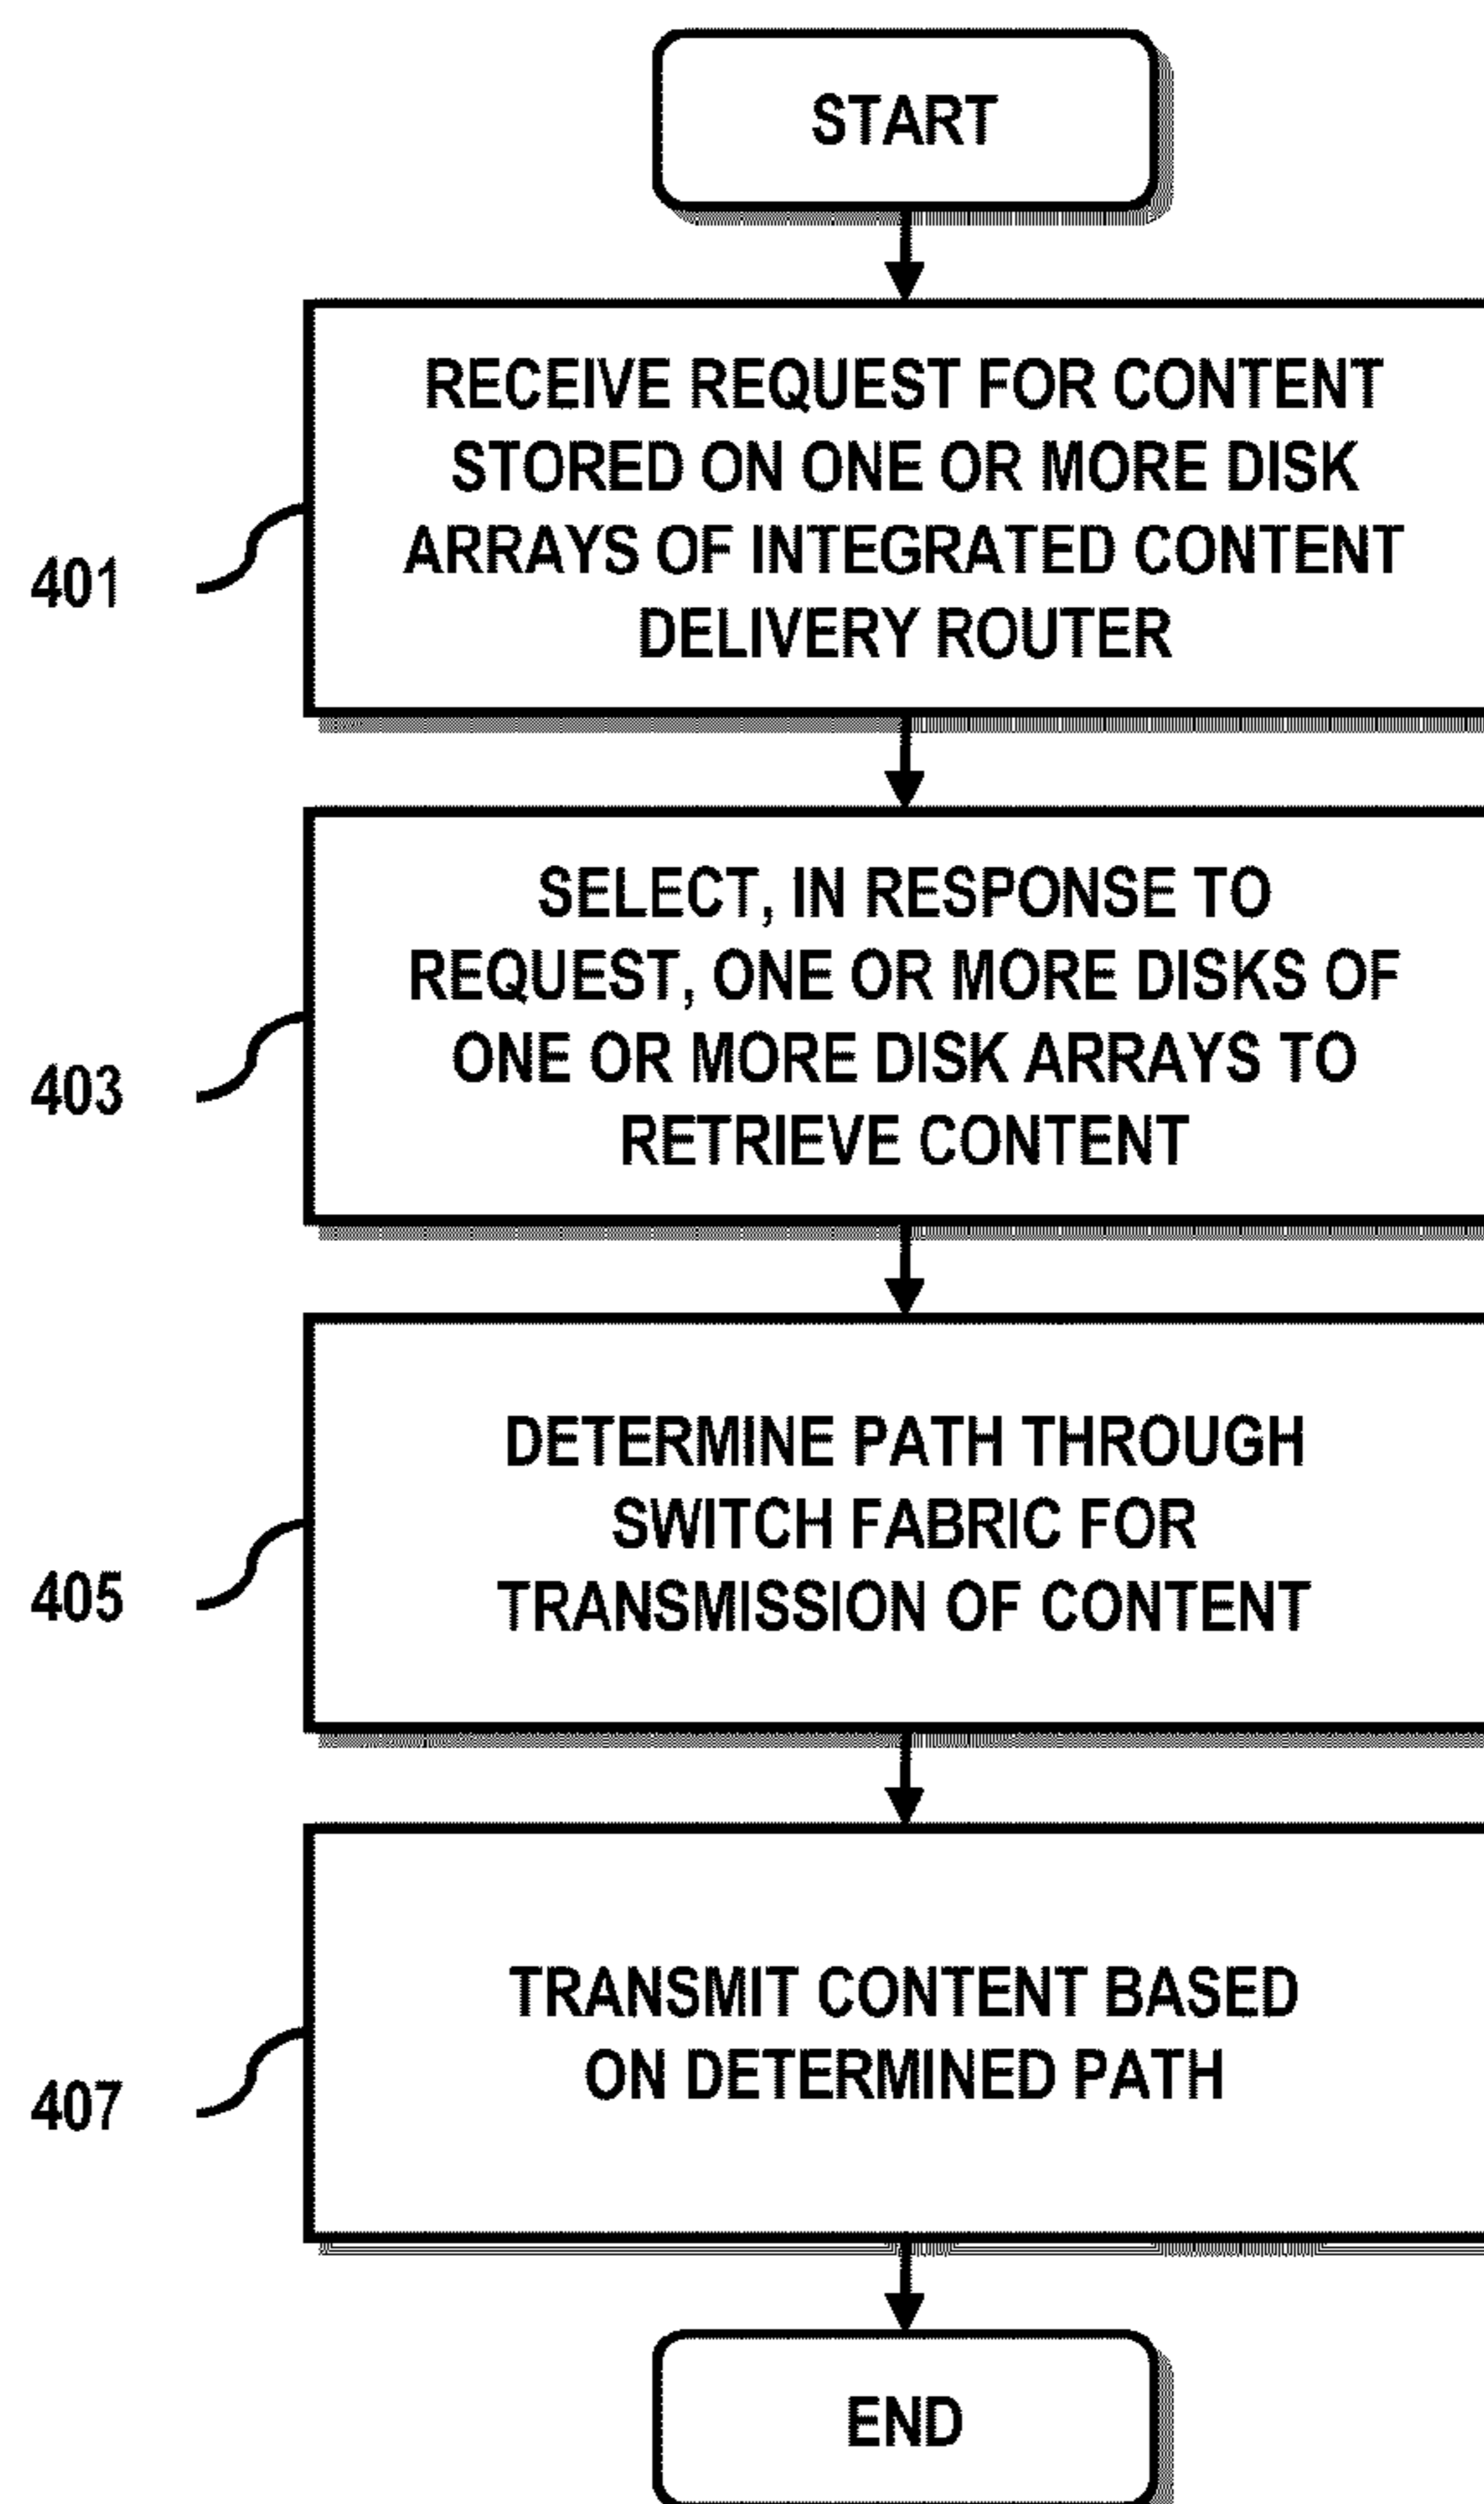 START
RECEIVE REQUEST FOR CONTENT
STORED ON ONE OR MORE DISK
ARRAYS OF INTEGRATED CONTENT
DELIVERY ROUTER
401
SELECT, IN RESPONSE TO
REQUEST, ONE OR MORE DISKS OF
ONE OR MORE DISK ARRAYS TO
RETRIEVE CONTENT
403
DETERMINE PATH THROUGH
SWITCH FABRIC FOR
TRANSMISSION OF CONTENT
405
TRANSMIT CONTENT BASED
ON DETERMINED PATH
407
END